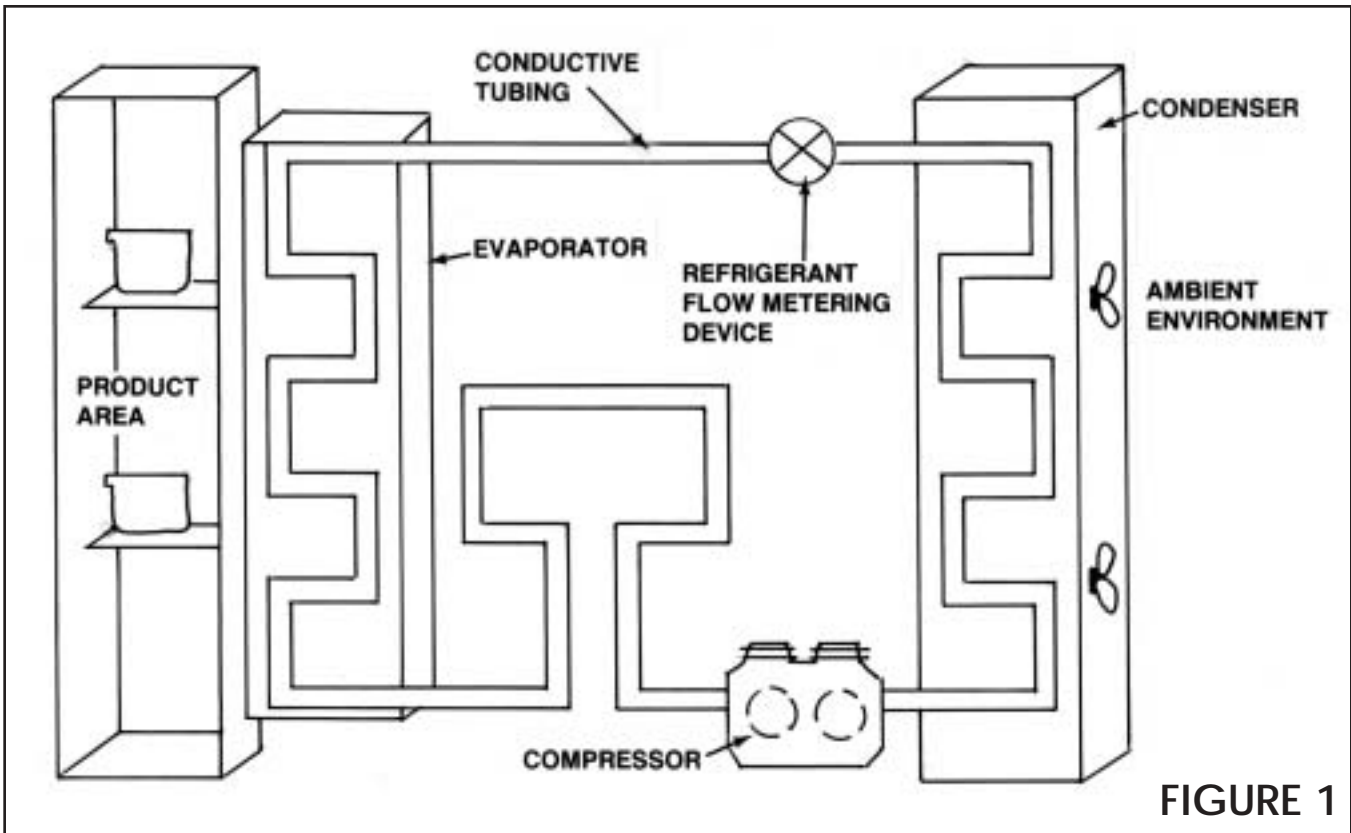 CONDUCTIVE
TUBING
CONDENSER
EVAPORATOR
REFRIGERANT
FLOW METERING
DEVICE
AMBIENT
ENVIRONMENT
PRODUCT
AREA
COMPRESSOR
FIGURE 1